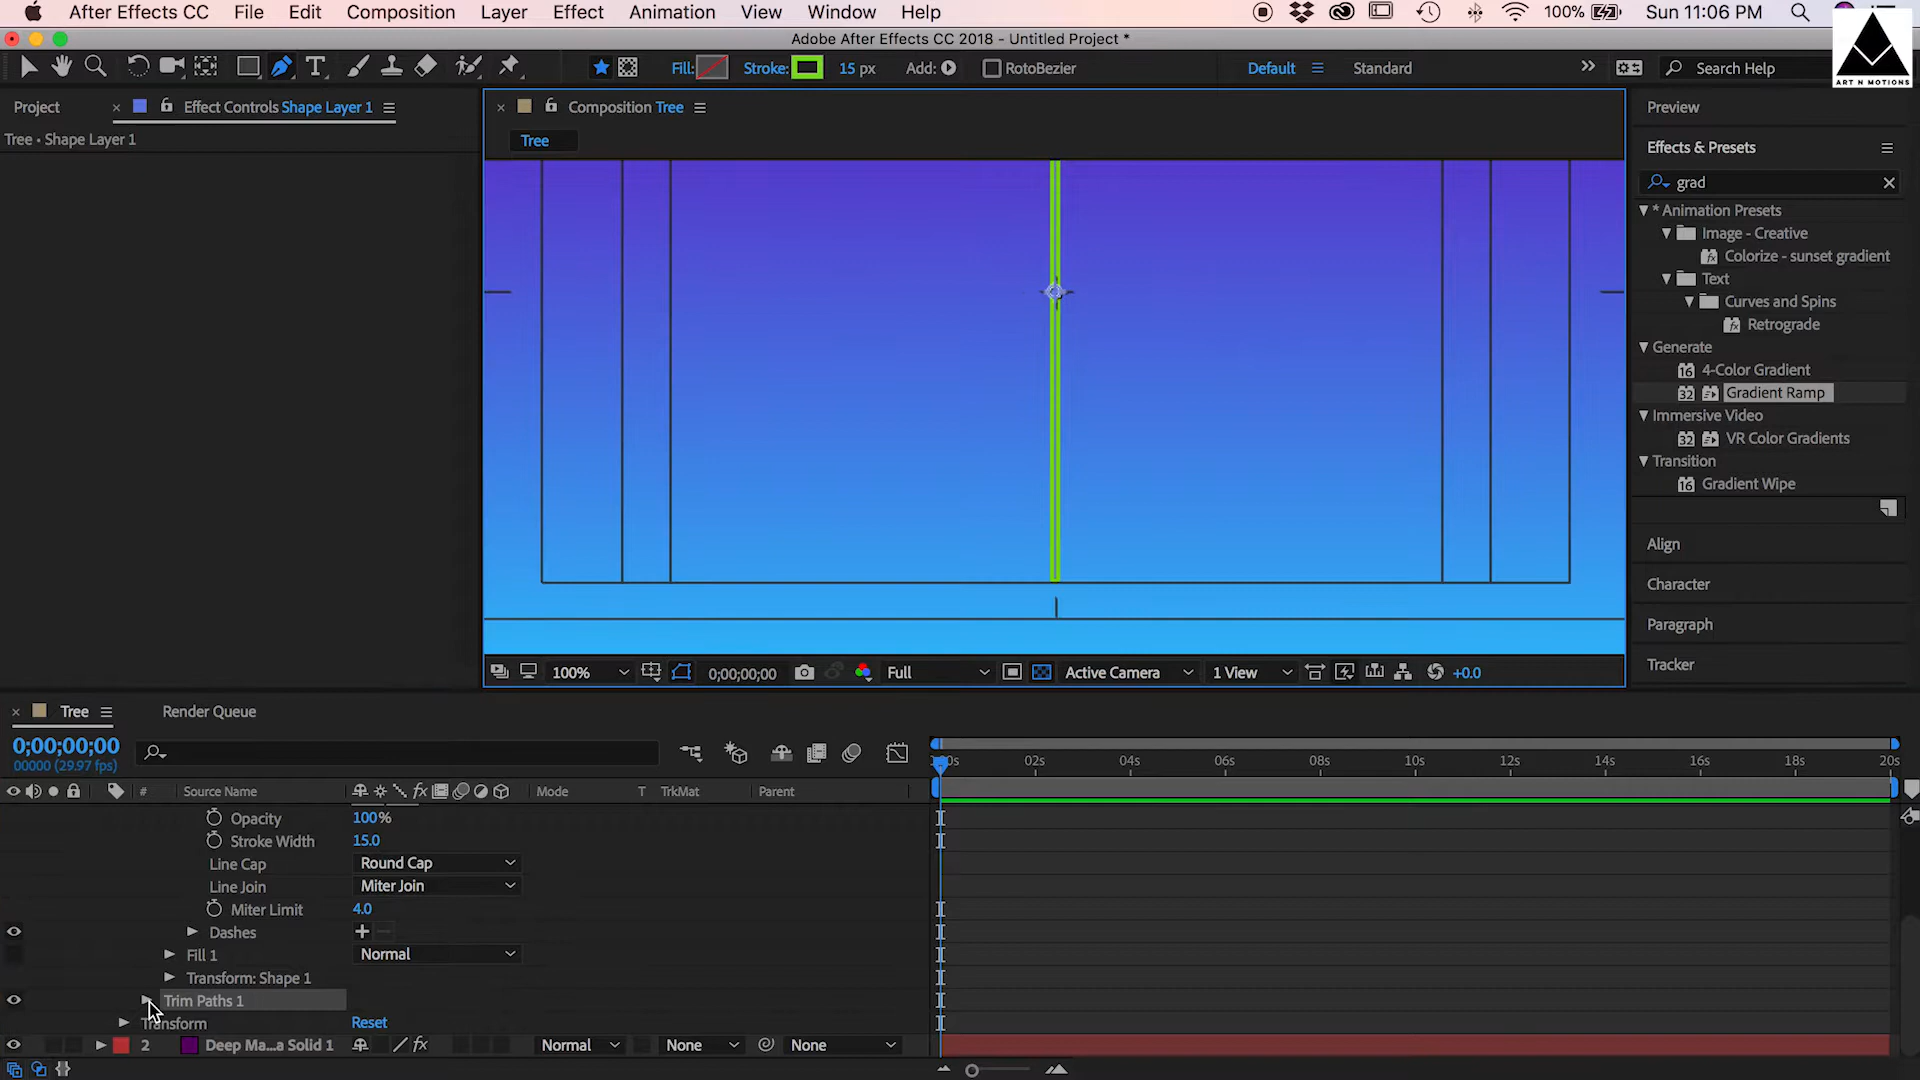 After Effects CC File Edit Composition Layer Effect Animation View Window Help 100% Sun 11:06 PM
Adobe After Effects CC 2018 - Untitled Project *
Fill: Stroke: 15 px Add: RotoBezier Default Standard Search Help
ART N MOTIONS
Project Effect Controls Shape Layer 1 Composition Tree Preview
Tree • Shape Layer 1 Tree Effects & Presets
grad
* Animation Presets
Image - Creative
Colorize - sunset gradient
Text
Curves and Spins
Retrograde
Generate
16 4-Color Gradient
32 Gradient Ramp
Immersive Video
32 VR Color Gradients
Transition
16 Gradient Wipe
Align
Character
Paragraph
Tracker
100% 0;00;00;00 Full Active Camera 1 View +0.0
Tree Render Queue
0;00;00;00
00000 (29.97 fps)
02s 04s 06s 08s 10s 12s 14s 16s 18s 20s
# Source Name Mode T TrkMat Parent
Opacity 100%
Stroke Width 15.0
Line Cap Round Cap
Line Join Miter Join
Miter Limit 4.0
Dashes
Fill 1 Normal
Transform: Shape 1
Trim Paths 1
Transform Reset
2 Deep Ma...a Solid 1 Normal None None